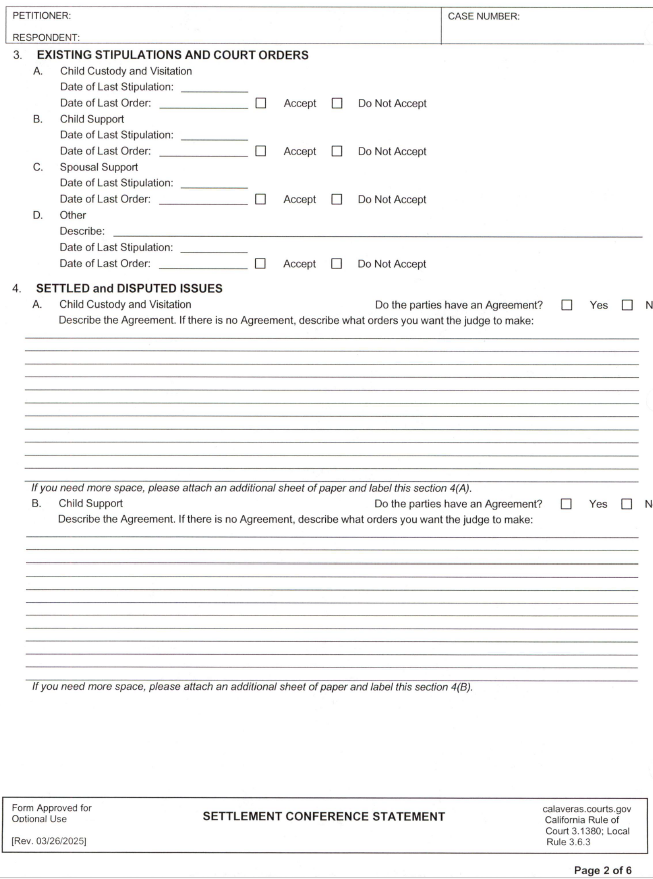 PETITIONER:
CASE NUMBER:
RESPONDENT:
3. EXISTING STIPULATIONS AND COURT ORDERS
A. Child Custody and Visitation
Date of Last Stipulation:
Date of Last Order: Accept Do Not Accept
B. Child Support
Date of Last Stipulation:
Date of Last Order: Accept Do Not Accept
C. Spousal Support
Date of Last Stipulation:
Date of Last Order: Accept Do Not Accept
D. Other
Describe:
Date of Last Stipulation:
Date of Last Order: Accept Do Not Accept
4. SETTLED and DISPUTED ISSUES
A. Child Custody and Visitation Do the parties have an Agreement? Yes N
Describe the Agreement. If there is no Agreement, describe what orders you want the judge to make:
If you need more space, please attach an additional sheet of paper and label this section 4(A).
B. Child Support Do the parties have an Agreement? Yes N
Describe the Agreement. If there is no Agreement, describe what orders you want the judge to make:
If you need more space, please attach an additional sheet of paper and label this section 4(B).
Form Approved for
Optional Use
[Rev. 03/26/2025]
SETTLEMENT CONFERENCE STATEMENT
calaveras.courts.gov
California Rule of
Court 3.1380; Local
Rule 3.6.3
Page 2 of 6